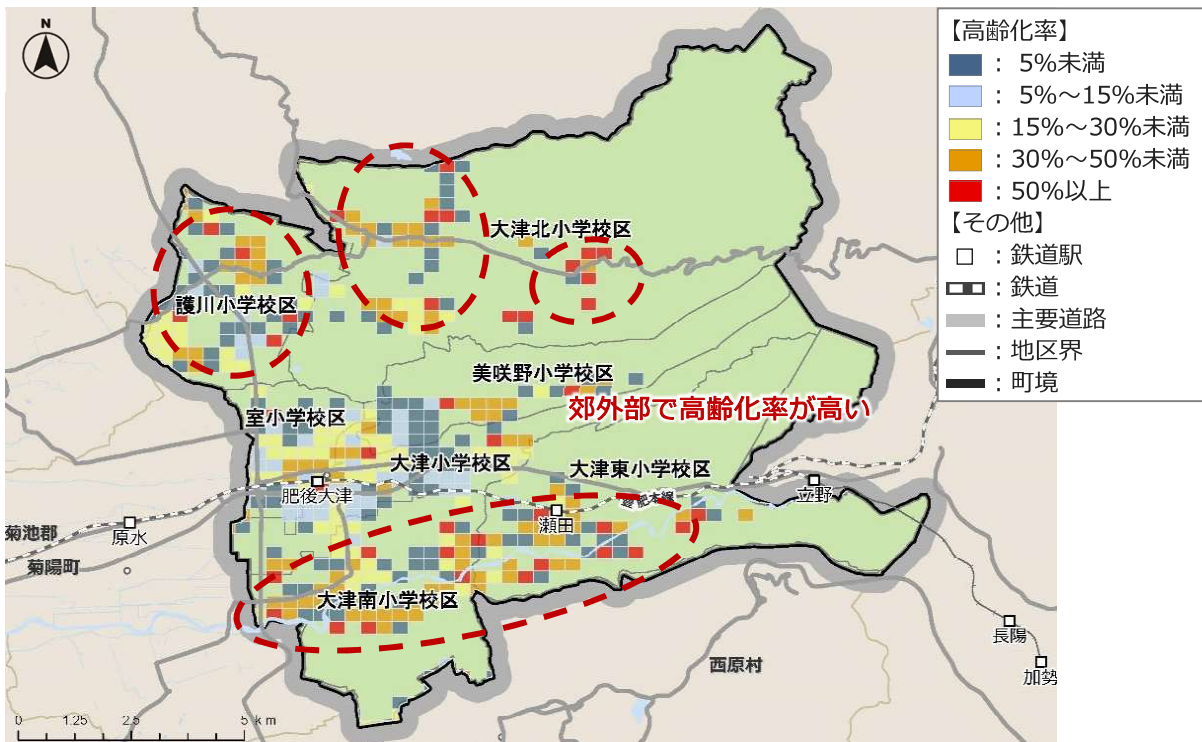 N
【高齢化率】
： 5%未満
： 5%～15%未満
：15%～30%未満
：30%～50%未満
：50%以上
【その他】
：鉄道駅
：鉄道
：主要道路
：地区界
：町境
大津北小学校区
護川小学校区
美咲野小学校区
郊外部で高齢化率が高い
室小学校区
大津小学校区
大津東小学校区
肥後大津
立野
豊肥本線
瀬田
原水
菊池郡
菊陽町
大津南小学校区
長陽
西原村
加勢
0 1.25 2.5 5 km